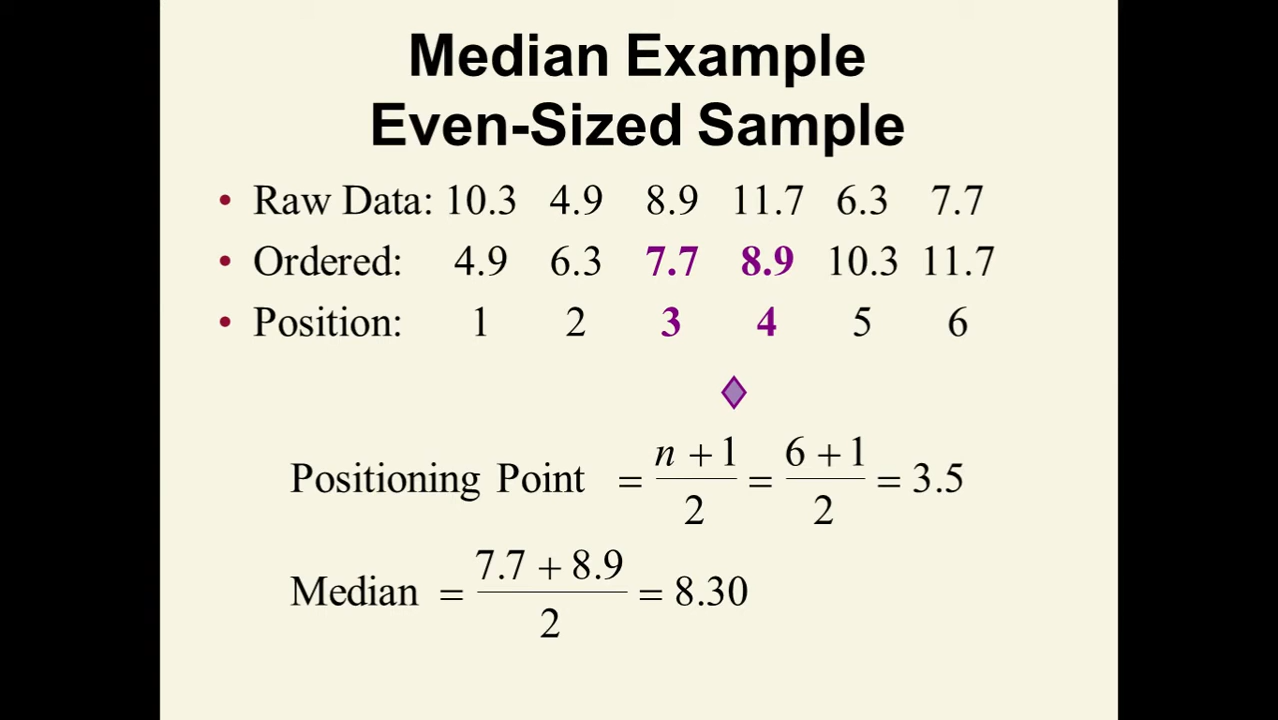 Median Example
Even-Sized Sample
• Raw Data: 10.3 4.9 8.9 11.7 6.3 7.7
• Ordered: 4.9 6.3 7.7 8.9 10.3 11.7
• Position: 1 2 3 4 5 6
Positioning Point = (n + 1)/2 = (6 + 1)/2 = 3.5
Median = (7.7 + 8.9)/2 = 8.30